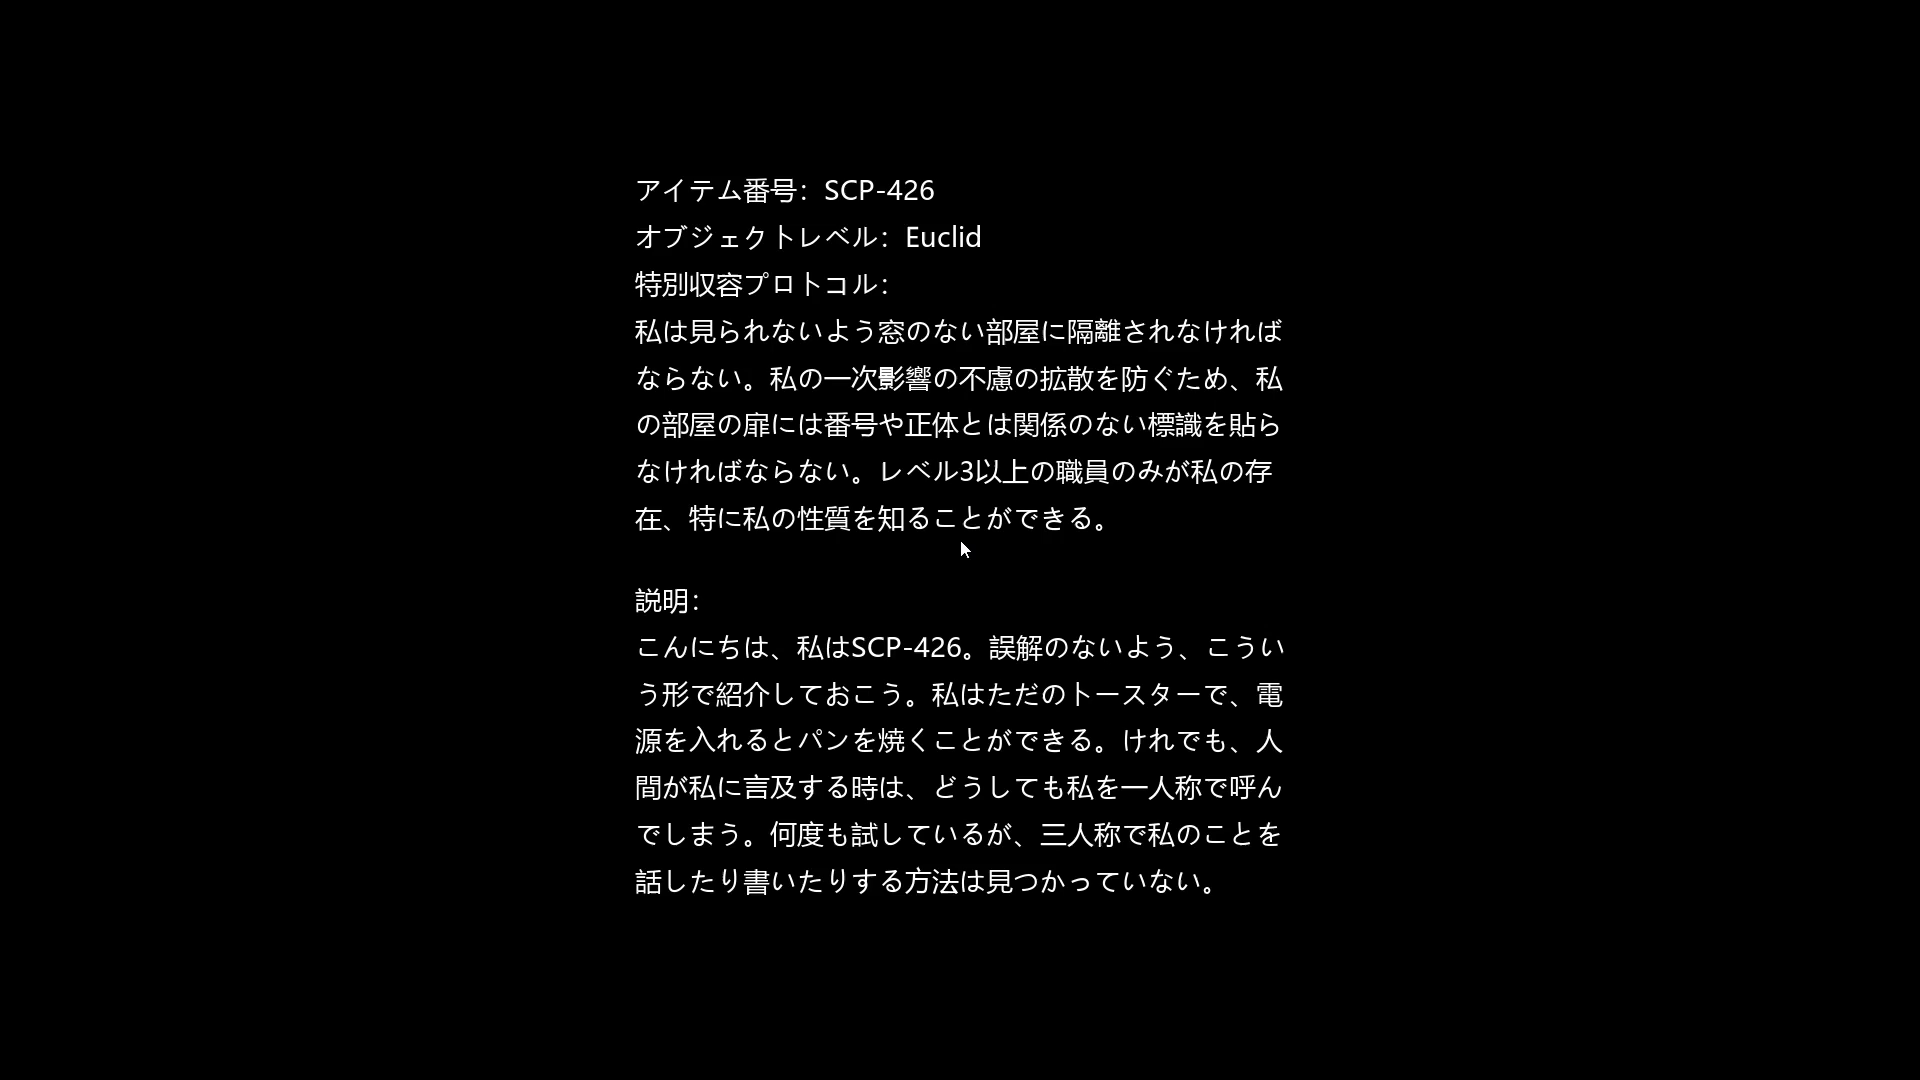 アイテム番号：SCP-426
オブジェクトレベル：Euclid
特別収容プロトコル：
私は見られないよう窓のない部屋に隔離されなければ
ならない。私の一次影響の不慮の拡散を防ぐため、私
の部屋の扉には番号や正体とは関係のない標識を貼ら
なければならない。レベル3以上の職員のみが私の存
在、特に私の性質を知ることができる。
説明：
こんにちは、私はSCP-426。誤解のないよう、こうい
う形で紹介しておこう。私はただのトースターで、電
源を入れるとパンを焼くことができる。けれでも、人
間が私に言及する時は、どうしても私を一人称で呼ん
でしまう。何度も試しているが、三人称で私のことを
話したり書いたりする方法は見つかっていない。